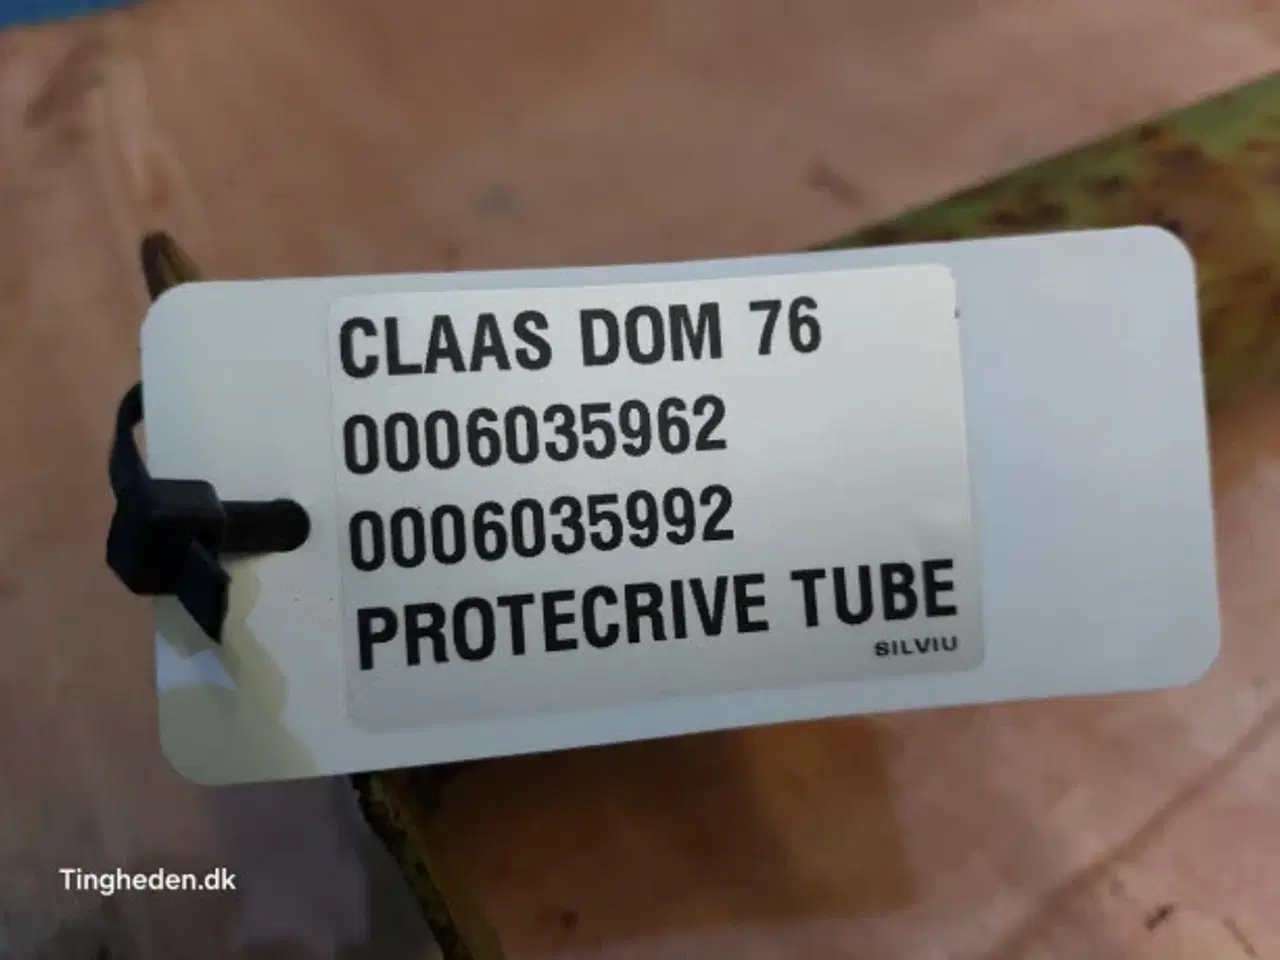 CLAAS DOM 76
0006035962
0006035992
PROTECRIVE TUBE
SILVIU
Tingheden.dk